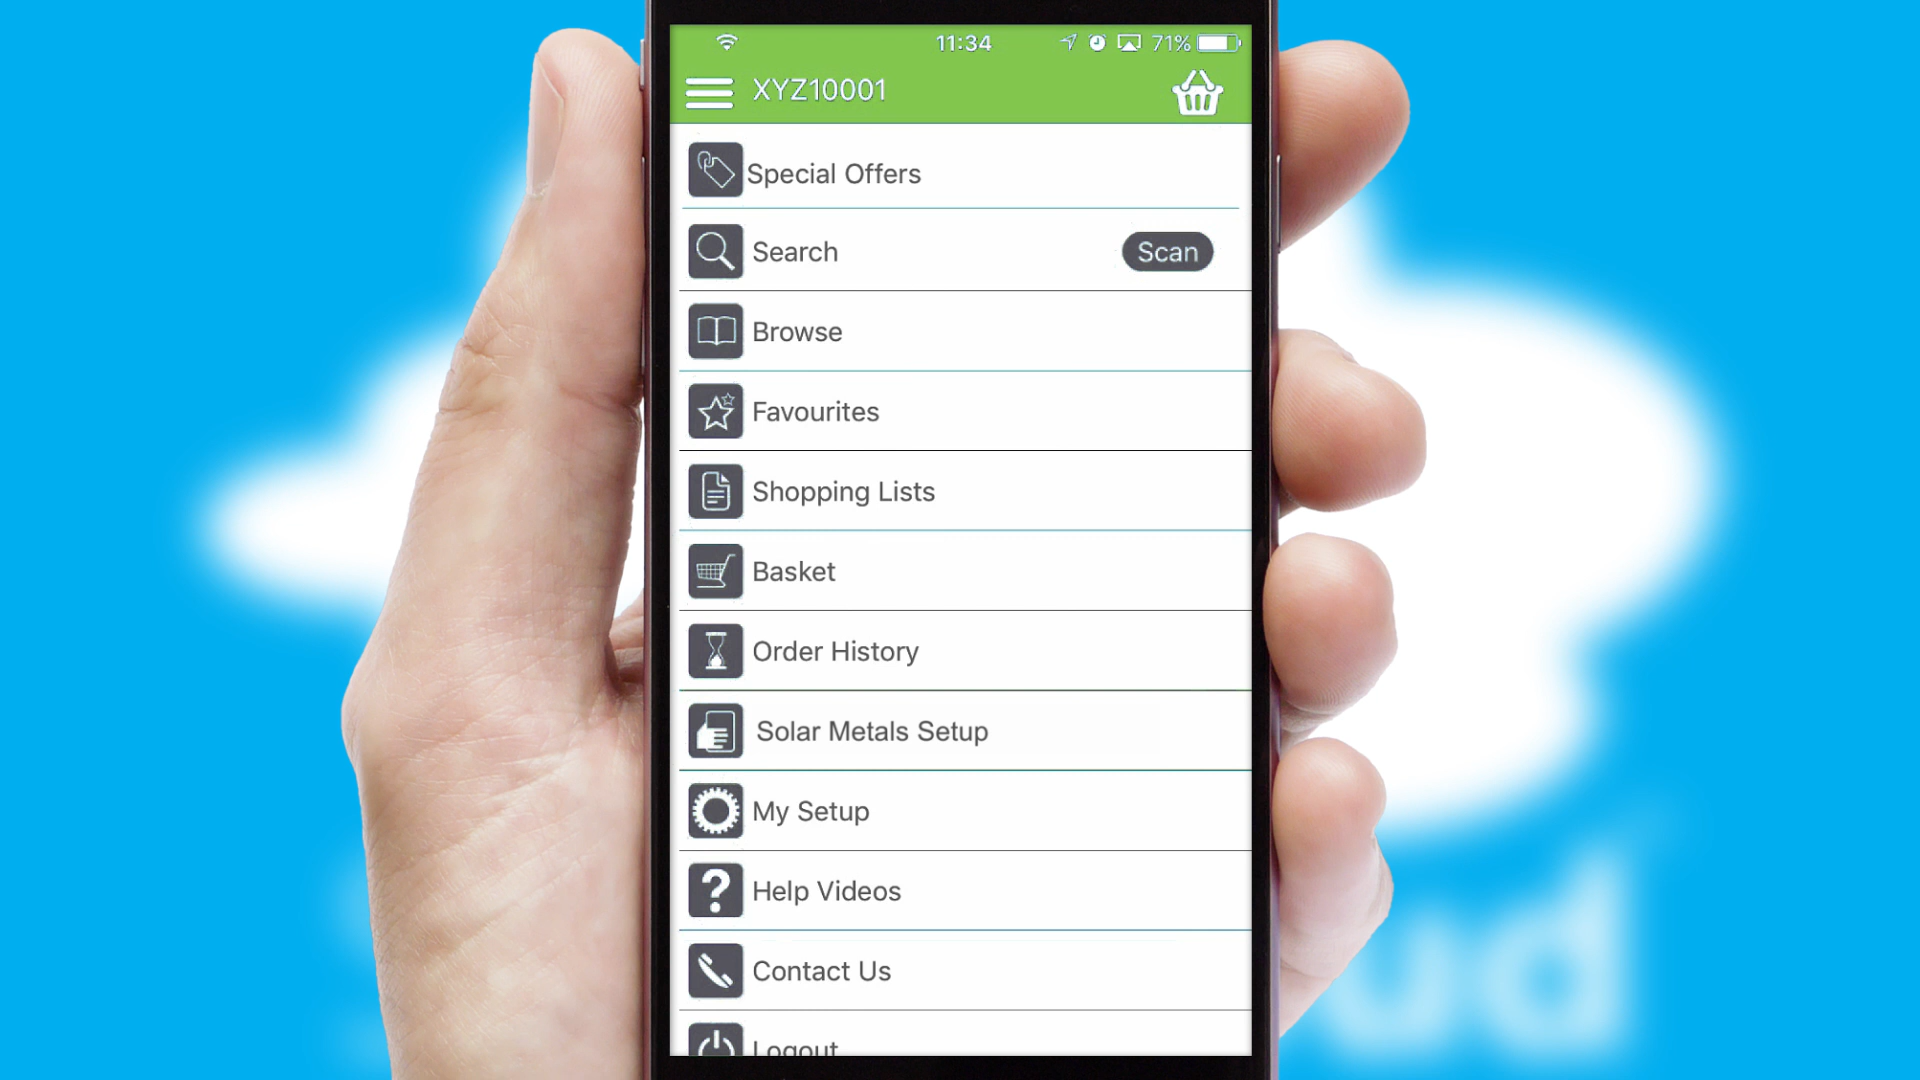 11:34
71%
XYZ10001
Special Offers
Search
Scan
Browse
Favourites
Shopping Lists
Basket
Order History
Solar Metals Setup
My Setup
Help Videos
Contact Us
Logout
ud